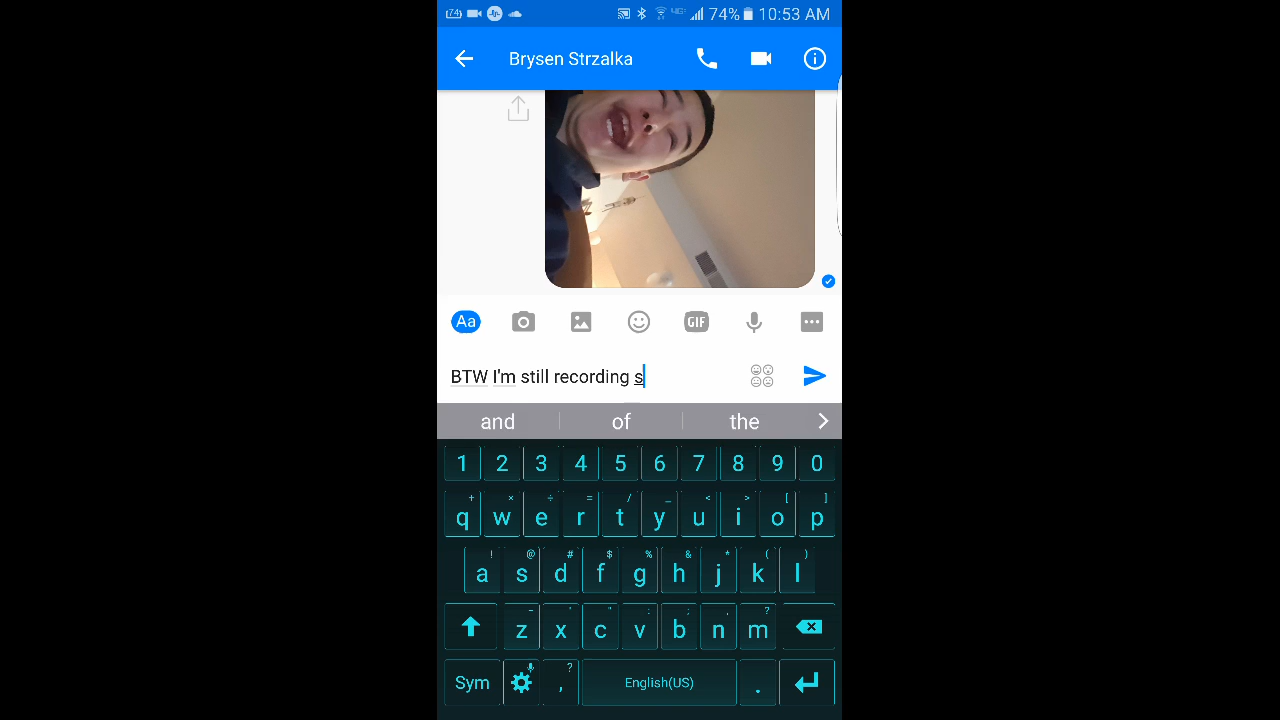 74 74% 10:53 AM
Brysen Strzalka
Aa GIF
BTW I'm still recording s
and of the
1 2 3 4 5 6 7 8 9 0
+ × ÷ = / _ < > [ ]
q w e r t y u i o p
! @ # $ % & * ( )
a s d f g h j k l
- ' " : ; , ?
z x c v b n m
Sym , ? English(US) .